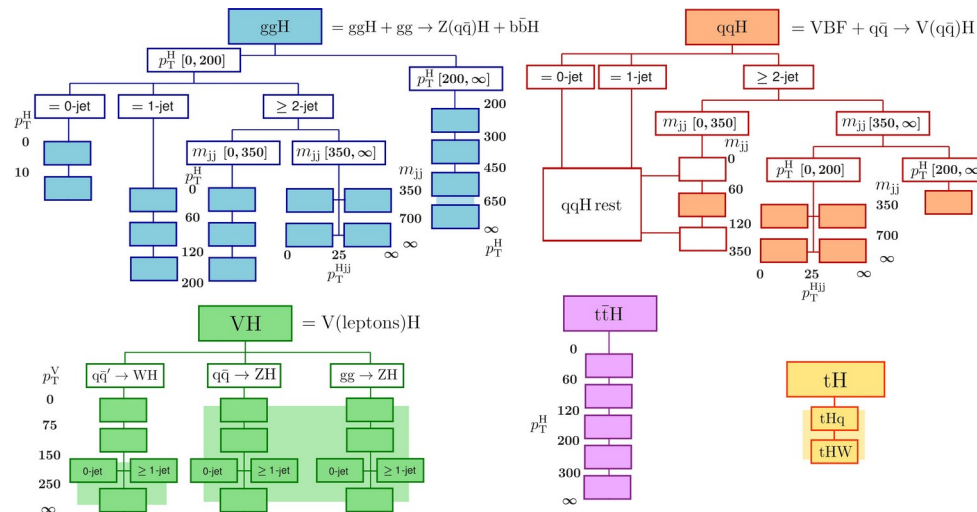 ggH = ggH + gg → Z(qq̄)H + bb̄H
p_T^H [0, 200]
p_T^H [200, ∞]
= 0-jet
= 1-jet
≥ 2-jet
p_T^H
0
10
m_jj [0, 350]
m_jj [350, ∞]
p_T^H
0
60
120
200
m_jj
350
700
∞
0 25 ∞
p_T^Hjj
200
300
450
650
∞
p_T^H
qqH = VBF + qq̄ → V(qq̄)H
= 0-jet
= 1-jet
≥ 2-jet
m_jj [0, 350]
m_jj [350, ∞]
m_jj
0
60
120
350
qqH rest
p_T^H [0, 200]
p_T^H [200, ∞
m_jj
350
700
∞
0 25 ∞
p_T^Hjj
VH = V(leptons)H
p_T^V
qq̄′ → WH
qq̄ → ZH
gg → ZH
0
75
150
250
∞
0-jet ≥ 1-jet
0-jet ≥ 1-jet
0-jet ≥ 1-jet
tt̄H
p_T^H
0
60
120
200
300
∞
tH
tHq
tHW